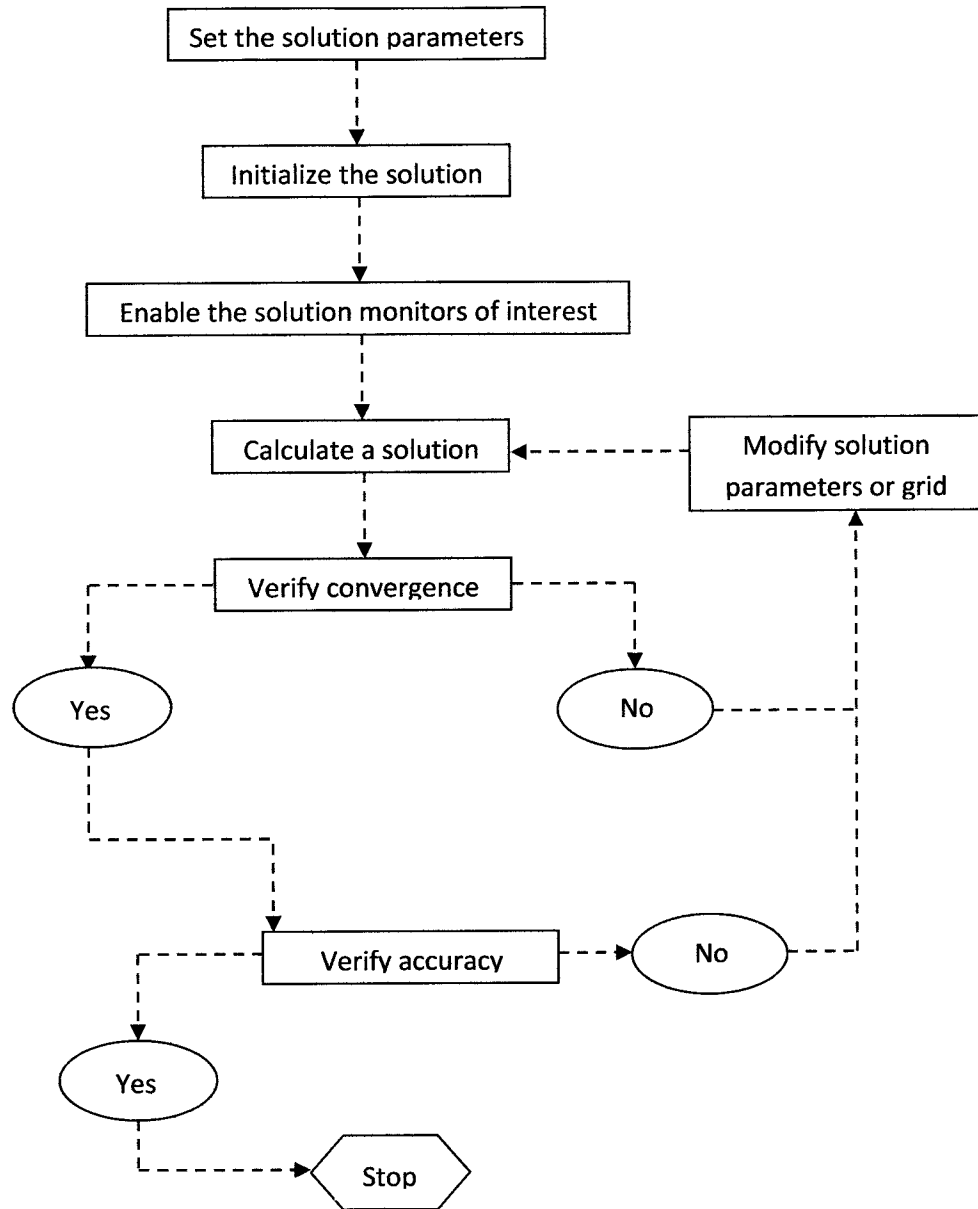 Set the solution parameters
Initialize the solution
Enable the solution monitors of interest
Calculate a solution
Modify solution
parameters or grid
Verify convergence
Yes
No
Verify accuracy
No
Yes
Stop